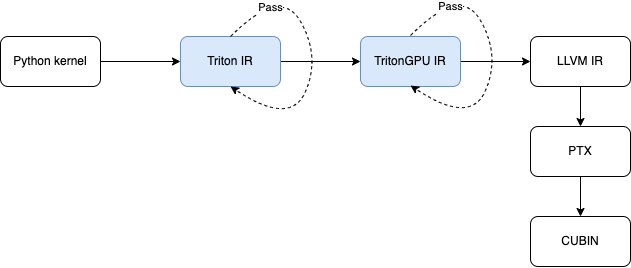 Pass
Pass
Python kernel
Triton IR
TritonGPU IR
LLVM IR
PTX
CUBIN